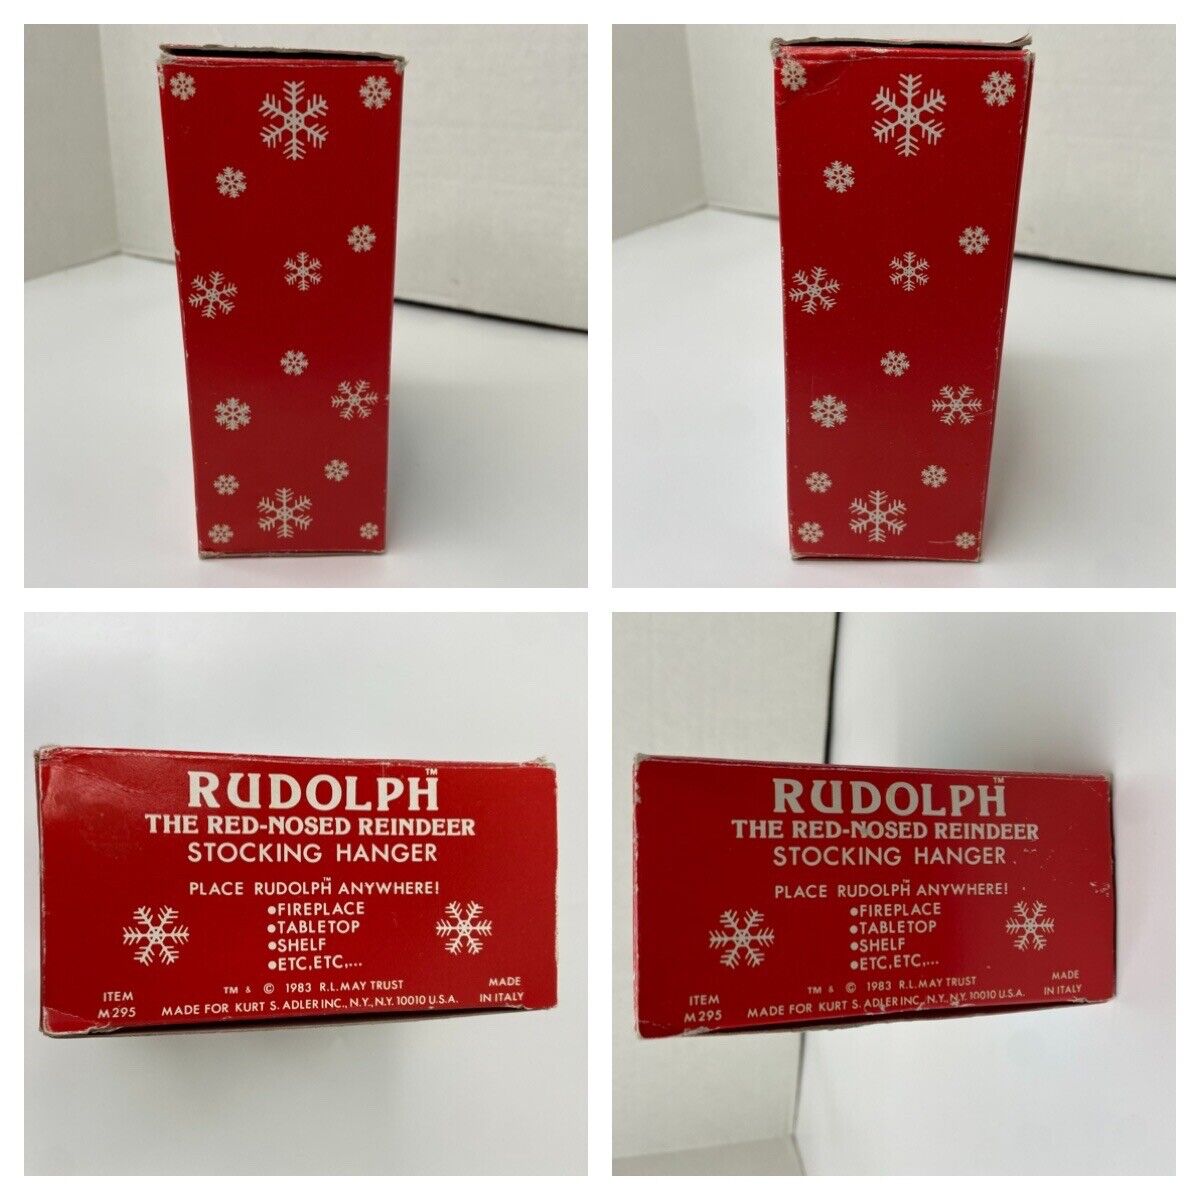 RUDOLPH™
THE RED-NOSED REINDEER
STOCKING HANGER
PLACE RUDOLPH™ ANYWHERE!
•FIREPLACE
•TABLETOP
•SHELF
•ETC,ETC,...
TM & © 1983 R.L.MAY TRUST
ITEM M295
MADE FOR KURT S. ADLER INC., N.Y., N.Y. 10010 U.S.A.
MADE IN ITALY
RUDOLPH™
THE RED-NOSED REINDEER
STOCKING HANGER
PLACE RUDOLPH™ ANYWHERE!
•FIREPLACE
•TABLETOP
•SHELF
•ETC,ETC,...
TM & © 1983 R.L.MAY TRUST
ITEM M295
MADE FOR KURT S. ADLER INC., N.Y., N.Y. 10010 U.S.A.
MADE IN ITALY